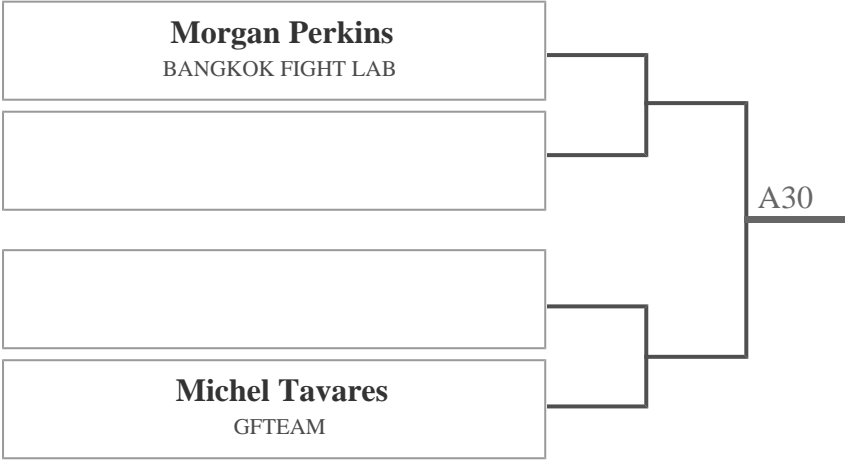 Morgan Perkins
BANGKOK FIGHT LAB
A30
Michel Tavares
GFTEAM